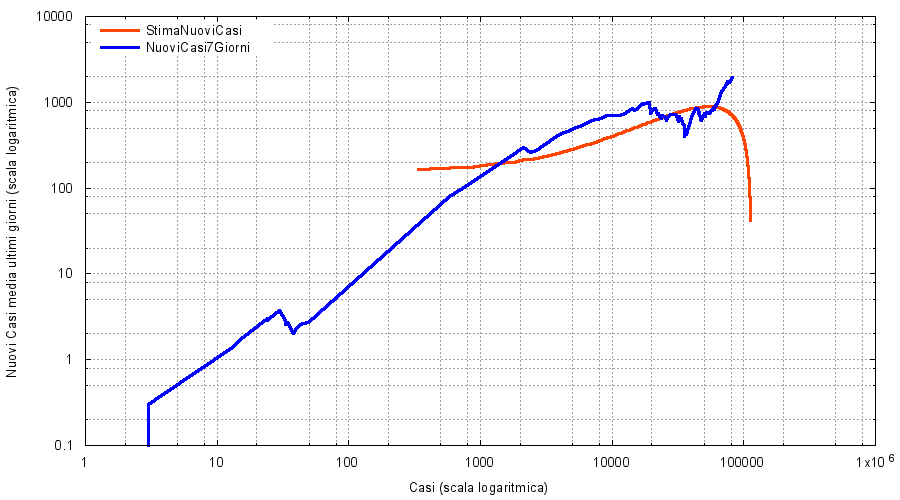 10000
StimaNuoviCasi
NuoviCasi7Giorni
1000
100
10
1
0.1
Nuovi Casi media ultimi giorni (scala logaritmica)
1 10 100 1000 10000 100000 1x10 6
Casi (scala logaritmica)